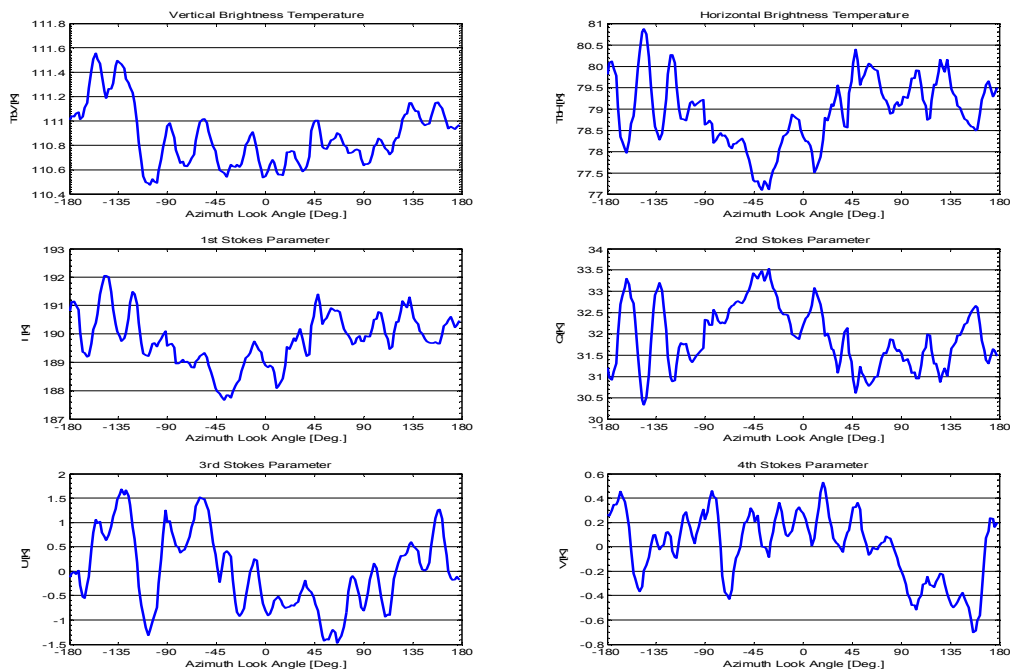 Vertical Brightness Temperature
111.8
111.6
111.4
111.2
111
110.8
110.6
110.4
TBV[K]
-180 -135 -90 -45 0 45 90 135 180
Azimuth Look Angle [Deg.]
Horizontal Brightness Temperature
81
80.5
80
79.5
79
78.5
78
77.5
77
TBH[K]
-180 -135 -90 -45 0 45 90 135 180
Azimuth Look Angle [Deg.]
1st Stokes Parameter
193
192
191
190
189
188
187
I [K]
-180 -135 -90 -45 0 45 90 135 180
Azimuth Look Angle [Deg.]
2nd Stokes Parameter
34
33.5
33
32.5
32
31.5
31
30.5
30
Q[K]
-180 -135 -90 -45 0 45 90 135 180
Azimuth Look Angle [Deg.]
3rd Stokes Parameter
2
1.5
1
0.5
0
-0.5
-1
-1.5
U[K]
-180 -135 -90 -45 0 45 90 135 180
Azimuth Look Angle [Deg.]
4th Stokes Parameter
0.6
0.4
0.2
0
-0.2
-0.4
-0.6
-0.8
V[K]
-180 -135 -90 -45 0 45 90 135 180
Azimuth Look Angle [Deg.]